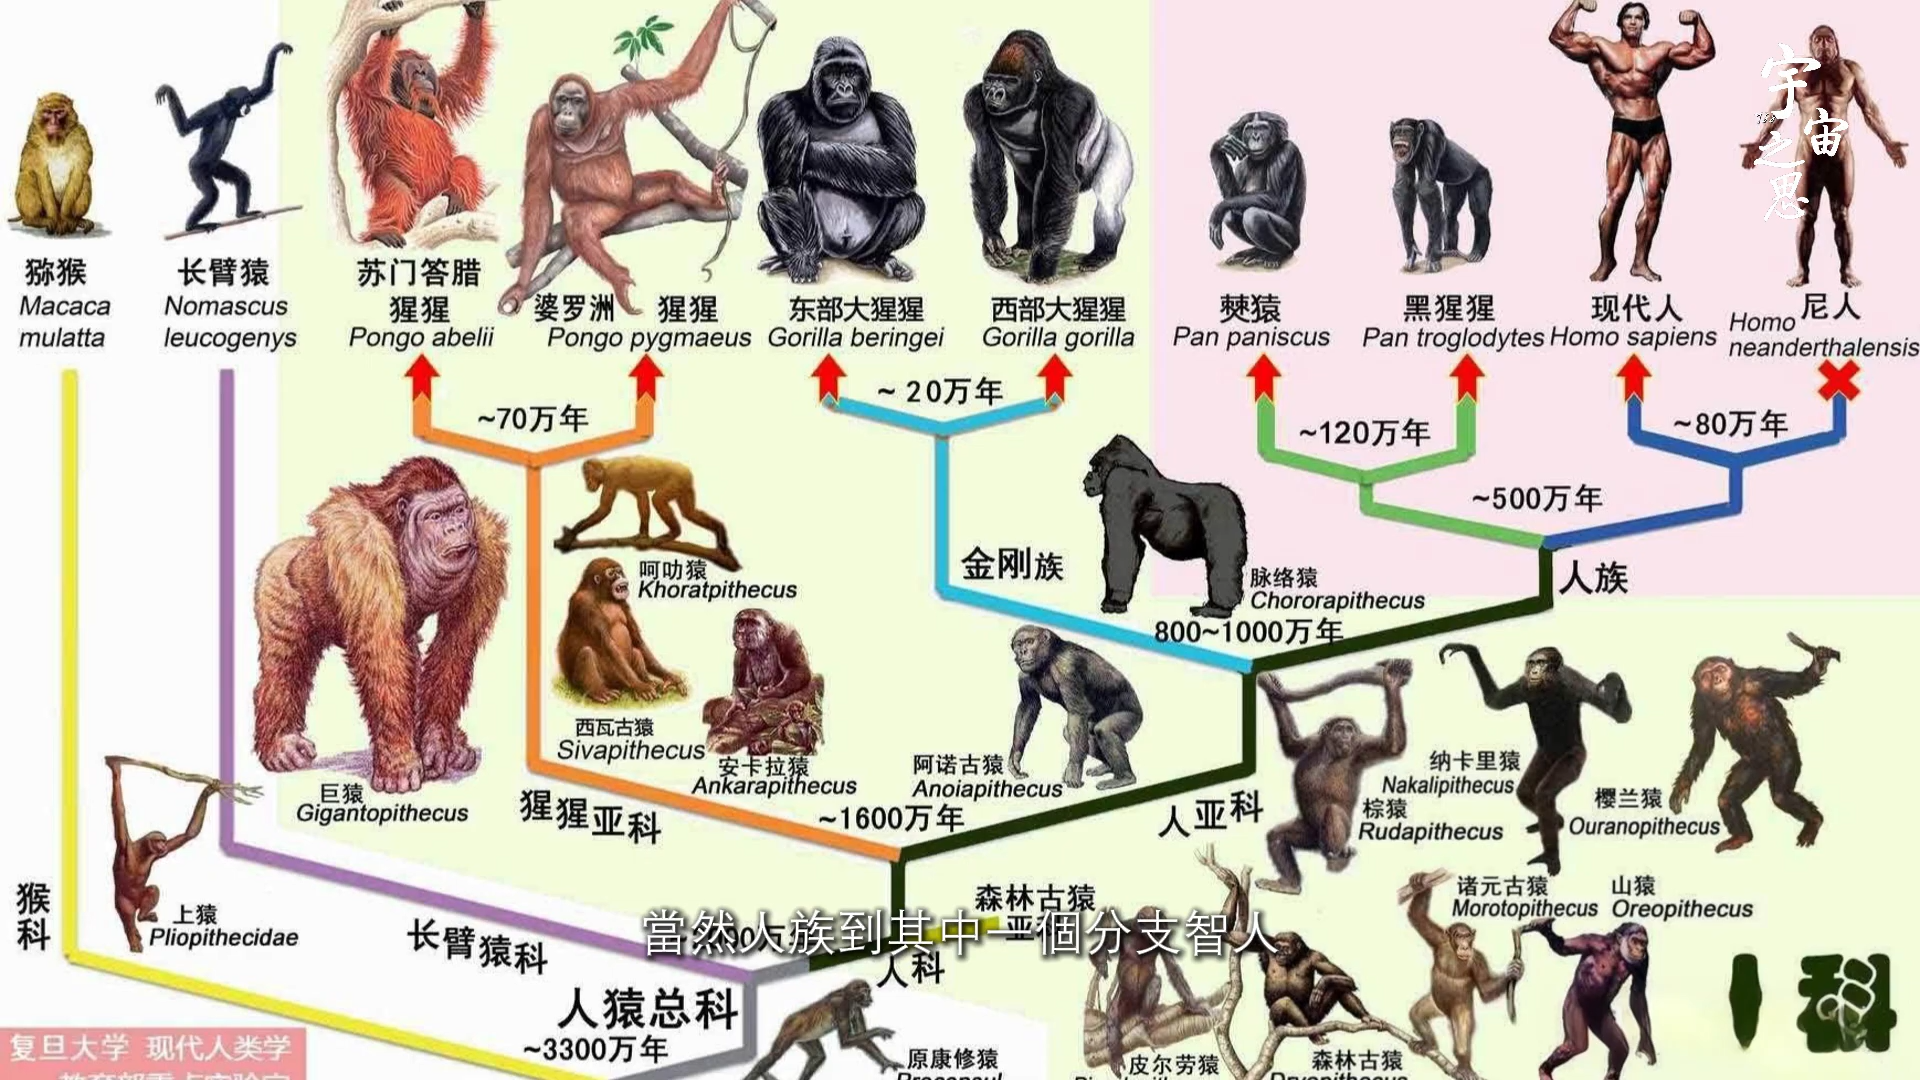 宇宙之思
猕猴
Macaca
mulatta
长臂猿
Nomascus
leucogenys
苏门答腊
猩猩
Pongo abelii
婆罗洲 猩猩
Pongo pygmaeus
东部大猩猩
Gorilla beringei
西部大猩猩
Gorilla gorilla
僰猿
Pan paniscus
黑猩猩
Pan troglodytes
现代人
Homo sapiens
尼人
Homo
neanderthalensis
~70万年
~ 20万年
~120万年
~80万年
~500万年
金刚族
人族
呵叻猿
Khoratpithecus
脉络猿
Chororapithecus
800~1000万年
西瓦古猿
Sivapithecus
安卡拉猿
Ankarapithecus
阿诺古猿
Anoiapithecus
纳卡里猿
Nakalipithecus
棕猿
Rudapithecus
樱兰猿
Ouranopithecus
巨猿
Gigantopithecus
猩猩亚科
~1600万年
人亚科
猴科
上猿
Pliopithecidae
长臂猿科
森林古猿
亚科
當然人族到其中一個分支智人
人科
诸元古猿
Morotopithecus
山猿
Oreopithecus
人猿总科
~3300万年
原康修猿
皮尔劳猿
森林古猿
人科
复旦大学 现代人类学